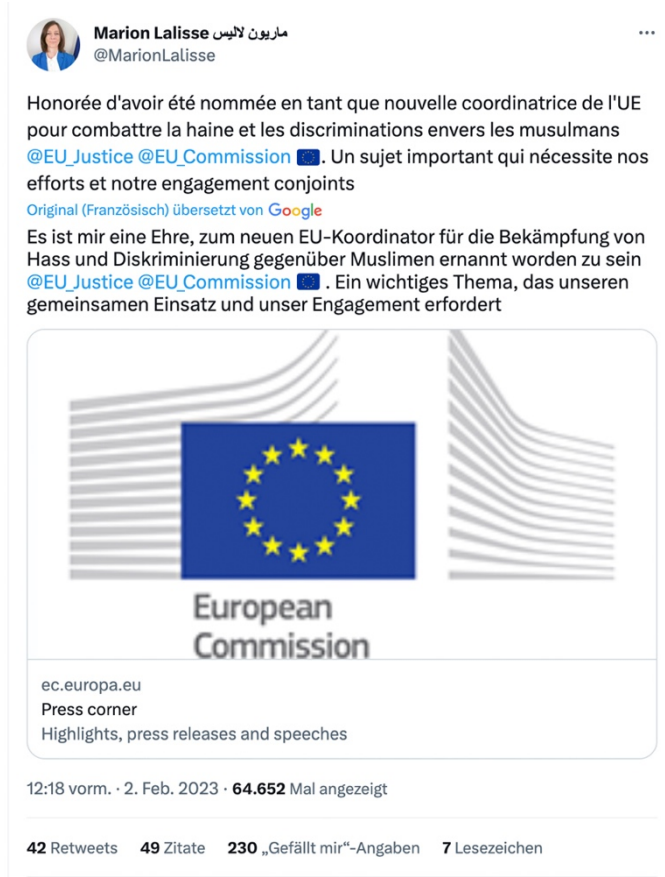 Marion Lalisse ماريون لاليس
@MarionLalisse
Honorée d'avoir été nommée en tant que nouvelle coordinatrice de l'UE
pour combattre la haine et les discriminations envers les musulmans
@EU_Justice @EU_Commission 🇪🇺. Un sujet important qui nécessite nos
efforts et notre engagement conjoints
Original (Französisch) übersetzt von Google
Es ist mir eine Ehre, zum neuen EU-Koordinator für die Bekämpfung von
Hass und Diskriminierung gegenüber Muslimen ernannt worden zu sein
@EU_Justice @EU_Commission 🇪🇺 . Ein wichtiges Thema, das unseren
gemeinsamen Einsatz und unser Engagement erfordert
European
Commission
ec.europa.eu
Press corner
Highlights, press releases and speeches
12:18 vorm. · 2. Feb. 2023 · 64.652 Mal angezeigt
42 Retweets 49 Zitate 230 „Gefällt mir“-Angaben 7 Lesezeichen